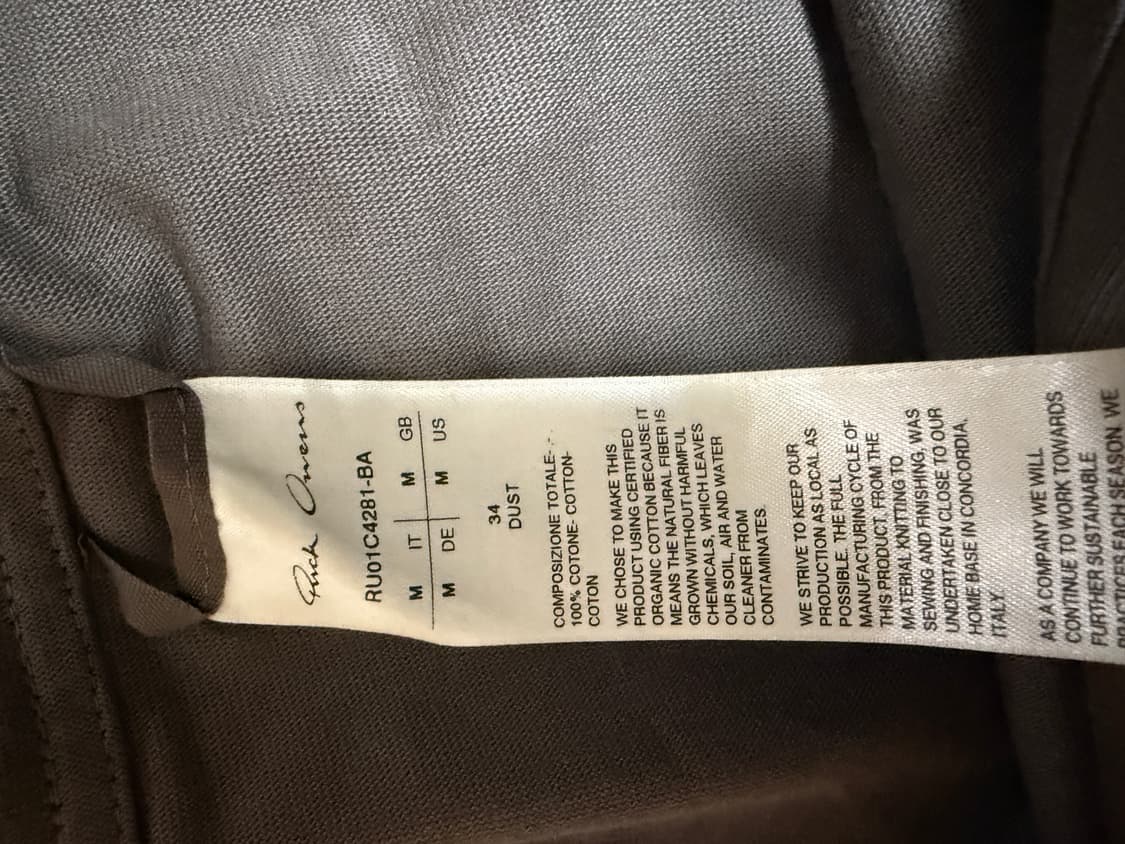 Rick Owens
RU01C4281-BA
M IT M GB
M DE M US
34
DUST
COMPOSIZIONE TOTALE-
100% COTONE- COTTON-
COTON
WE CHOSE TO MAKE THIS
PRODUCT USING CERTIFIED
ORGANIC COTTON BECAUSE IT
MEANS THE NATURAL FIBER IS
GROWN WITHOUT HARMFUL
CHEMICALS, WHICH LEAVES
OUR SOIL, AIR AND WATER
CLEANER FROM
CONTAMINATES.
WE STRIVE TO KEEP OUR
PRODUCTION AS LOCAL AS
POSSIBLE. THE FULL
MANUFACTURING CYCLE OF
THIS PRODUCT, FROM THE
MATERIAL KNITTING TO
SEWING AND FINISHING, WAS
UNDERTAKEN CLOSE TO OUR
HOME BASE IN CONCORDIA,
ITALY.
AS A COMPANY WE WILL
CONTINUE TO WORK TOWARDS
FURTHER SUSTAINABLE
PRACTICES EACH SEASON. WE